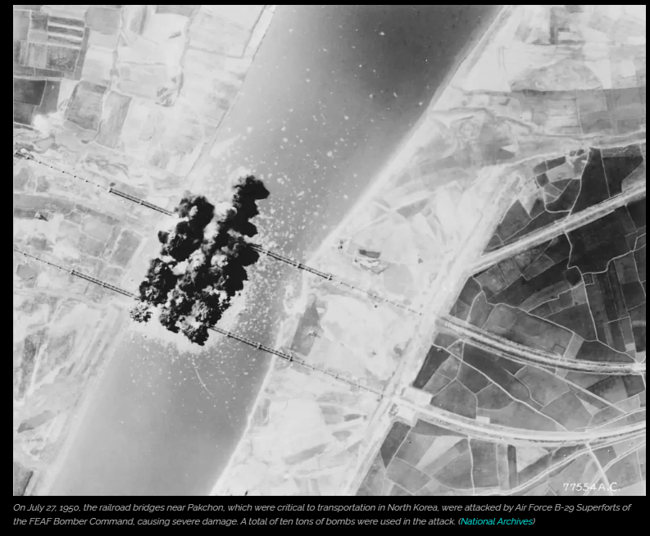 77554 A.C.
On July 27, 1950, the railroad bridges near Pakchon, which were critical to transportation in North Korea, were attacked by Air Force B-29 Superforts of
the FEAF Bomber Command, causing severe damage. A total of ten tons of bombs were used in the attack. (National Archives)